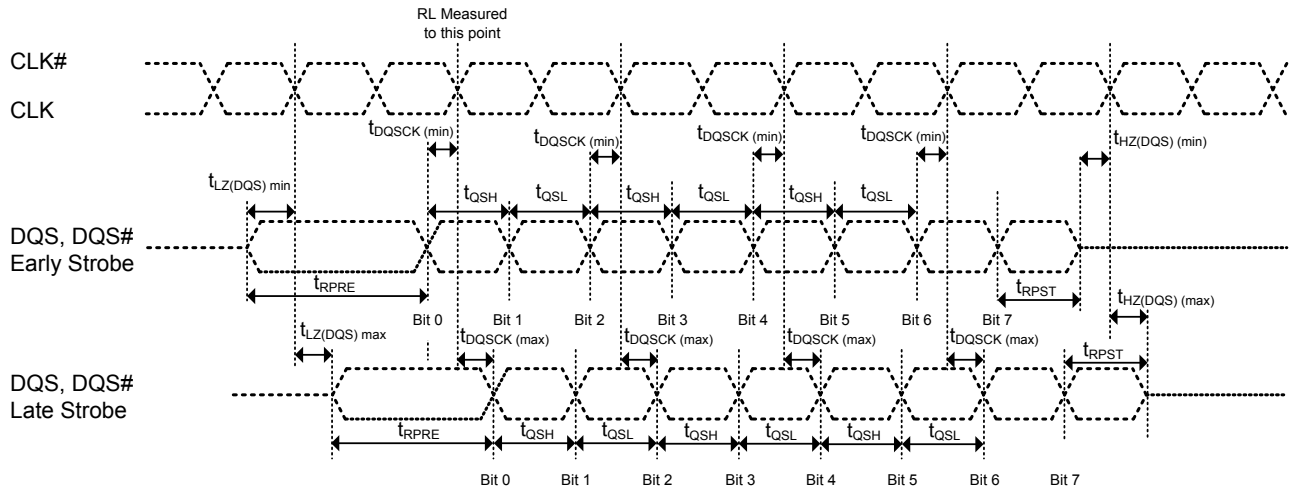 RL Measured
to this point
CLK#
CLK
tDQSCK (min)
tDQSCK (min)
tDQSCK (min)
tDQSCK (min)
tHZ(DQS) (min)
tLZ(DQS) min
tQSH
tQSL
tQSH
tQSL
tQSH
tQSL
DQS, DQS#
Early Strobe
tRPRE
tRPST
tHZ(DQS) (max)
Bit 0
Bit 1
Bit 2
Bit 3
Bit 4
Bit 5
Bit 6
Bit 7
tLZ(DQS) max
tDQSCK (max)
tDQSCK (max)
tDQSCK (max)
tDQSCK (max)
tRPST
DQS, DQS#
Late Strobe
tRPRE
tQSH
tQSL
tQSH
tQSL
tQSH
tQSL
Bit 0
Bit 1
Bit 2
Bit 3
Bit 4
Bit 5
Bit 6
Bit 7